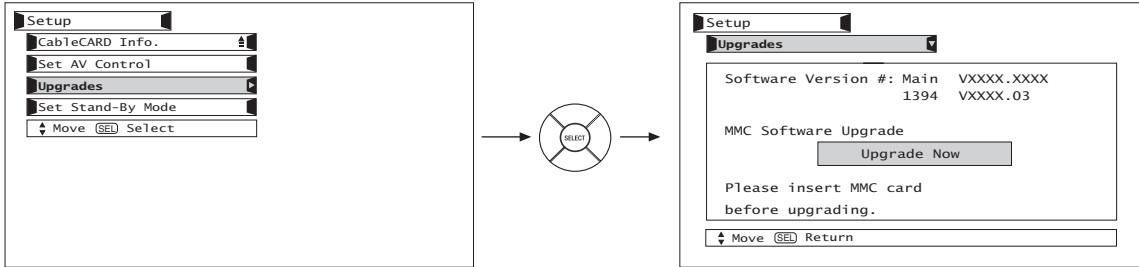 Setup
CableCARD Info.
Set AV Control
Upgrades
Set Stand-By Mode
Move SEL Select
SELECT
Setup
Upgrades
Software Version #: Main VXXXX.XXXX
1394 VXXXX.03
MMC Software Upgrade
Upgrade Now
Please insert MMC card
before upgrading.
Move SEL Return